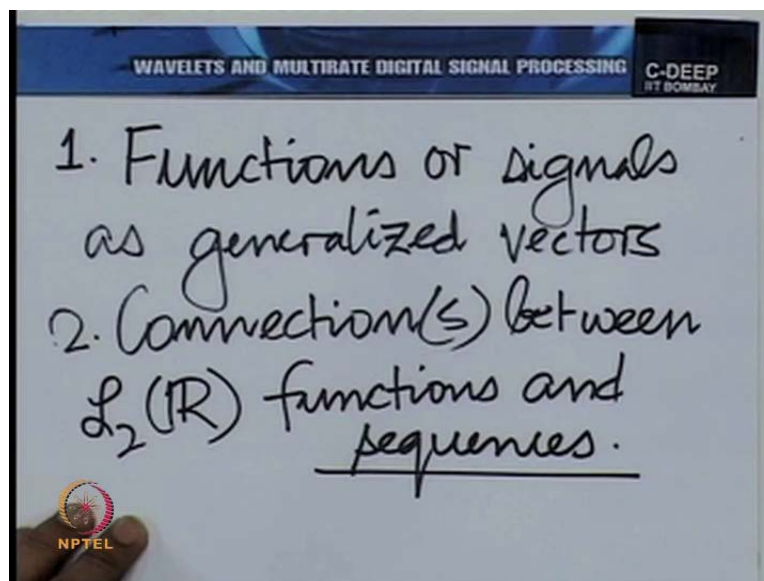 WAVELETS AND MULTIRATE DIGITAL SIGNAL PROCESSING
C-DEEP
IIT BOMBAY
1. Functions or signals
as generalized vectors
2. Connection(s) between
ℒ₂(ℝ) functions and
sequences.
NPTEL